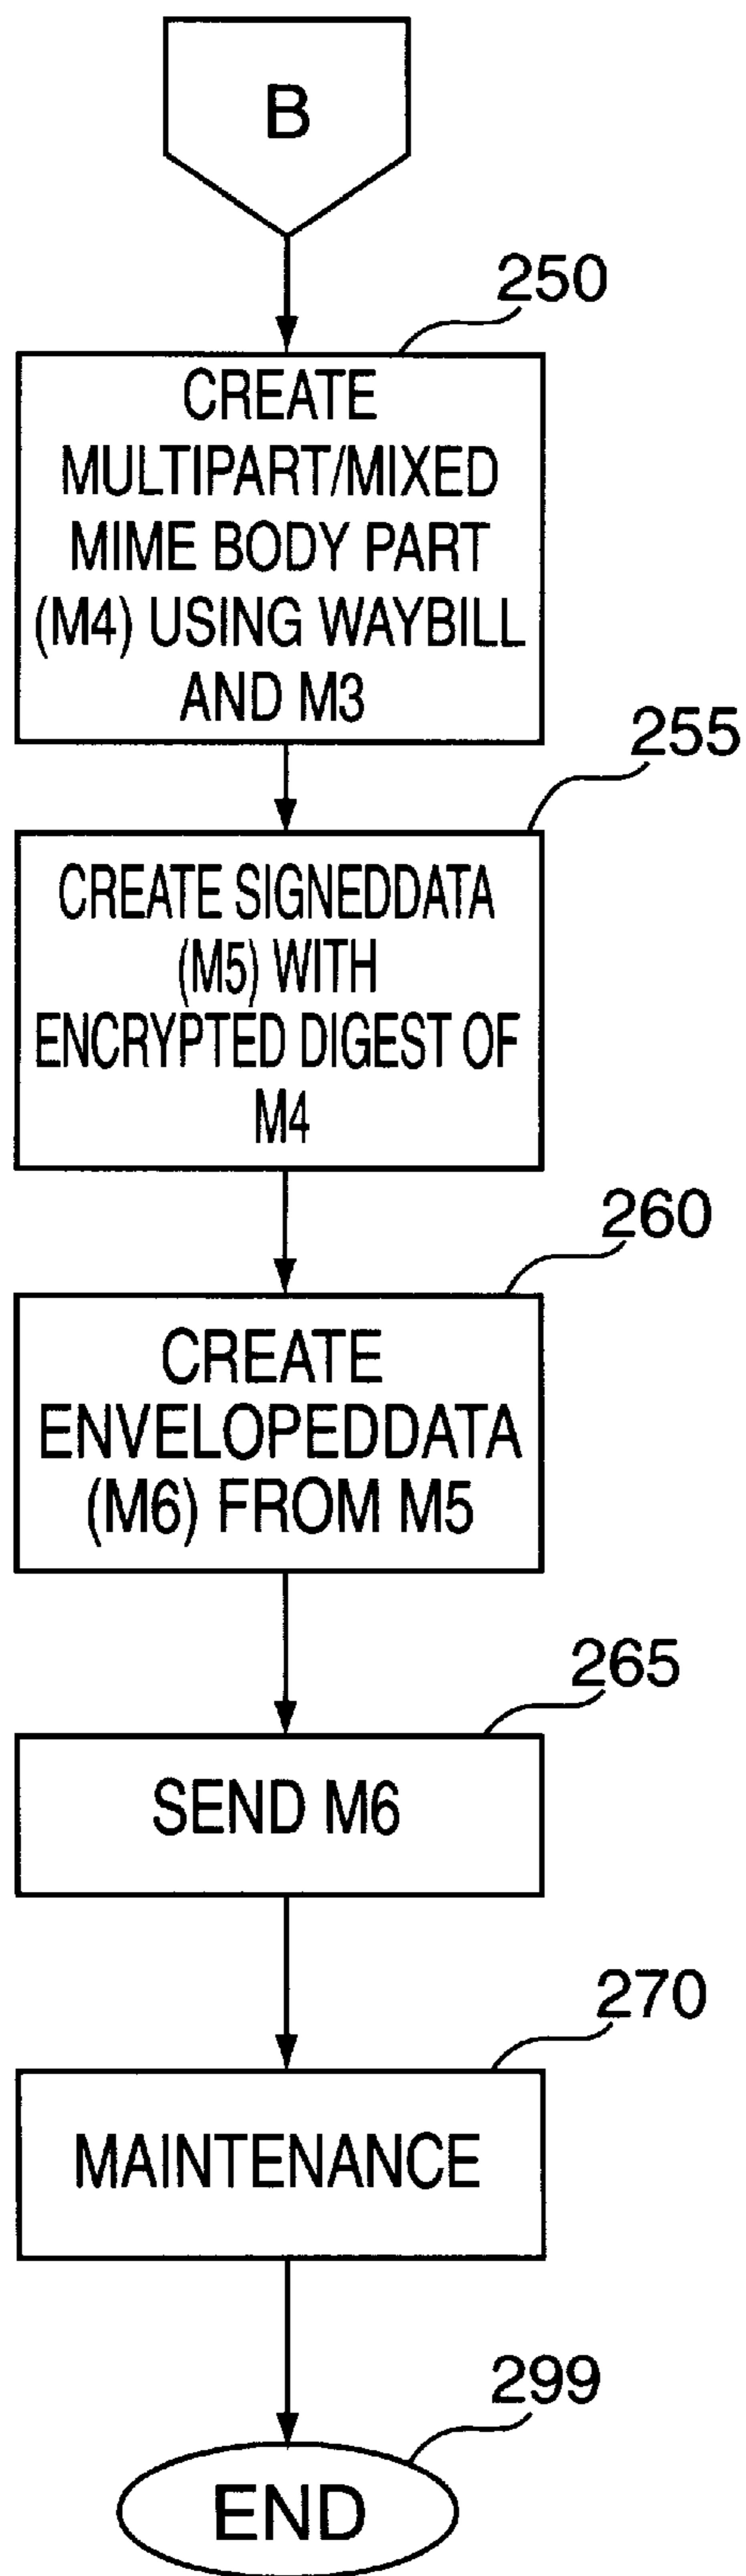 B
250
CREATE
MULTIPART/MIXED
MIME BODY PART
(M4) USING WAYBILL
AND M3
255
CREATE SIGNEDDATA
(M5) WITH
ENCRYPTED DIGEST OF
M4
260
CREATE
ENVELOPEDDATA
(M6) FROM M5
265
SEND M6
270
MAINTENANCE
299
END